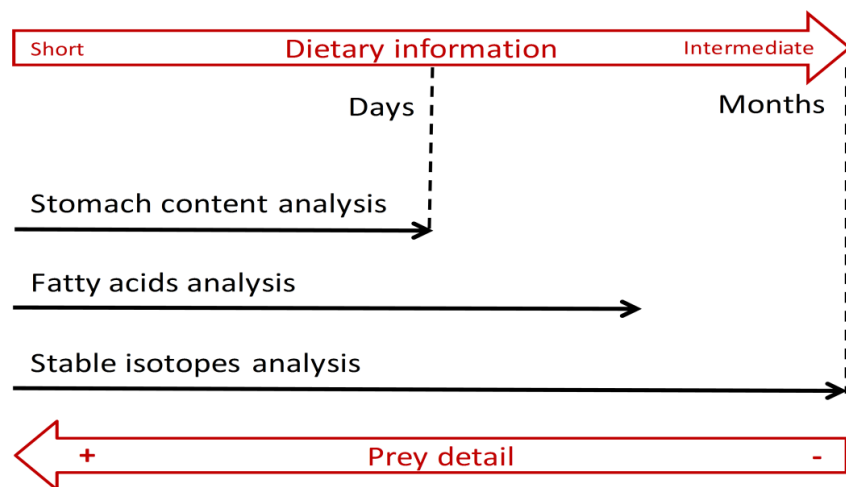 Short Dietary information Intermediate
Days Months
Stomach content analysis
Fatty acids analysis
Stable isotopes analysis
+ Prey detail -